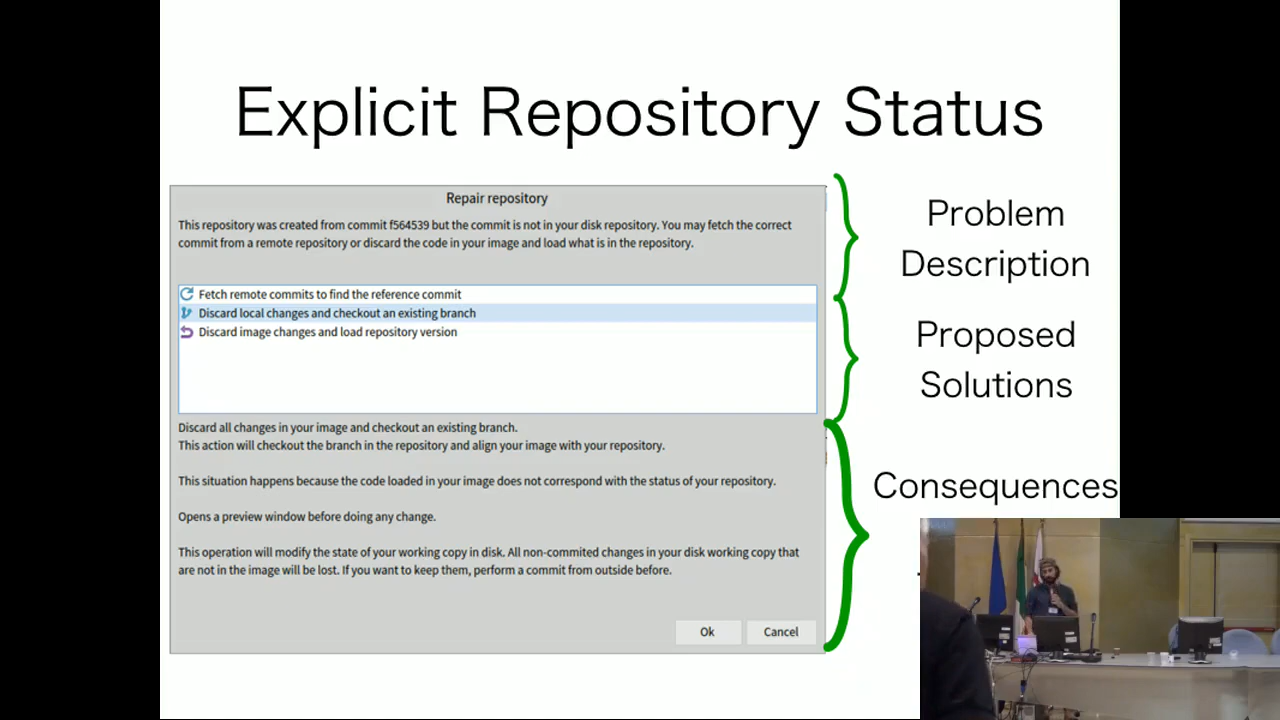 Explicit Repository Status
Repair repository
This repository was created from commit f564539 but the commit is not in your disk repository. You may fetch the correct
commit from a remote repository or discard the code in your image and load what is in the repository.
Fetch remote commits to find the reference commit
Discard local changes and checkout an existing branch
Discard image changes and load repository version
Discard all changes in your image and checkout an existing branch.
This action will checkout the branch in the repository and align your image with your repository.
This situation happens because the code loaded in your image does not correspond with the status of your repository.
Opens a preview window before doing any change.
This operation will modify the state of your working copy in disk. All non-commited changes in your disk working copy that
are not in the image will be lost. If you want to keep them, perform a commit from outside before.
Ok
Cancel
Problem
Description
Proposed
Solutions
Consequences